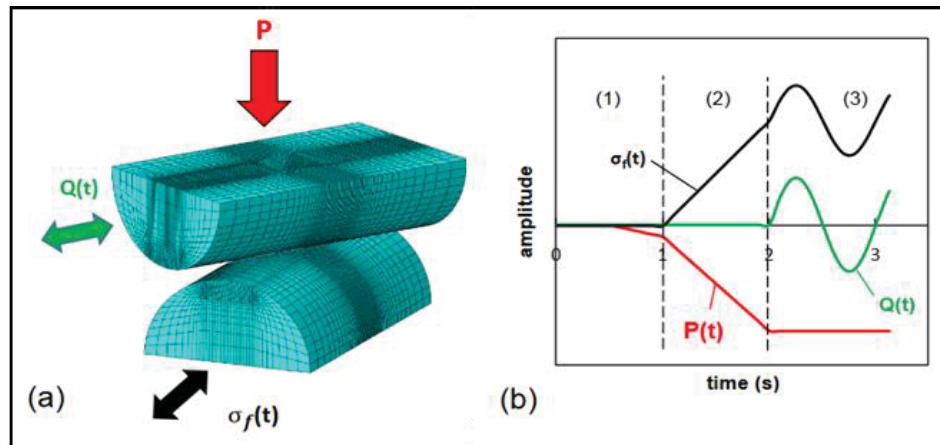 P
Q(t)
(a)
σf(t)
(b)
amplitude
(1)
(2)
(3)
σf(t)
0
1
2
3
P(t)
Q(t)
time (s)